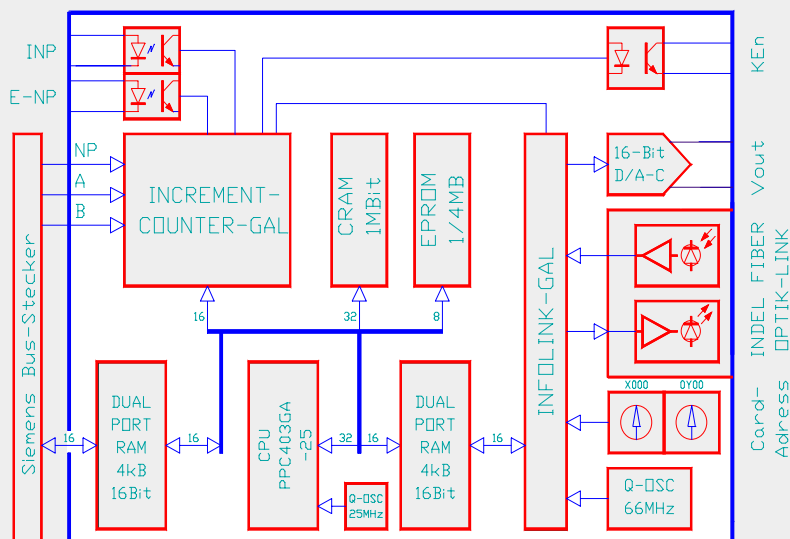 INP
E-NP
KEn
NP
A
B
INCREMENT-
COUNTER-GAL
CRAM
1MBit
EPROM
1/4MB
16-Bit
D/A-C
Vout
Siemens Bus-Stecker
INFOLINK-GAL
INDEL FIBER
OPTIK-LINK
16
32
8
X000
0Y00
Card-
Adress
DUAL
PORT
RAM
4kB
16Bit
16
16
CPU
PPC403GA
-25
32
16
DUAL
PORT
RAM
4kB
16Bit
16
Q-OSC
25MHz
Q-OSC
66MHz